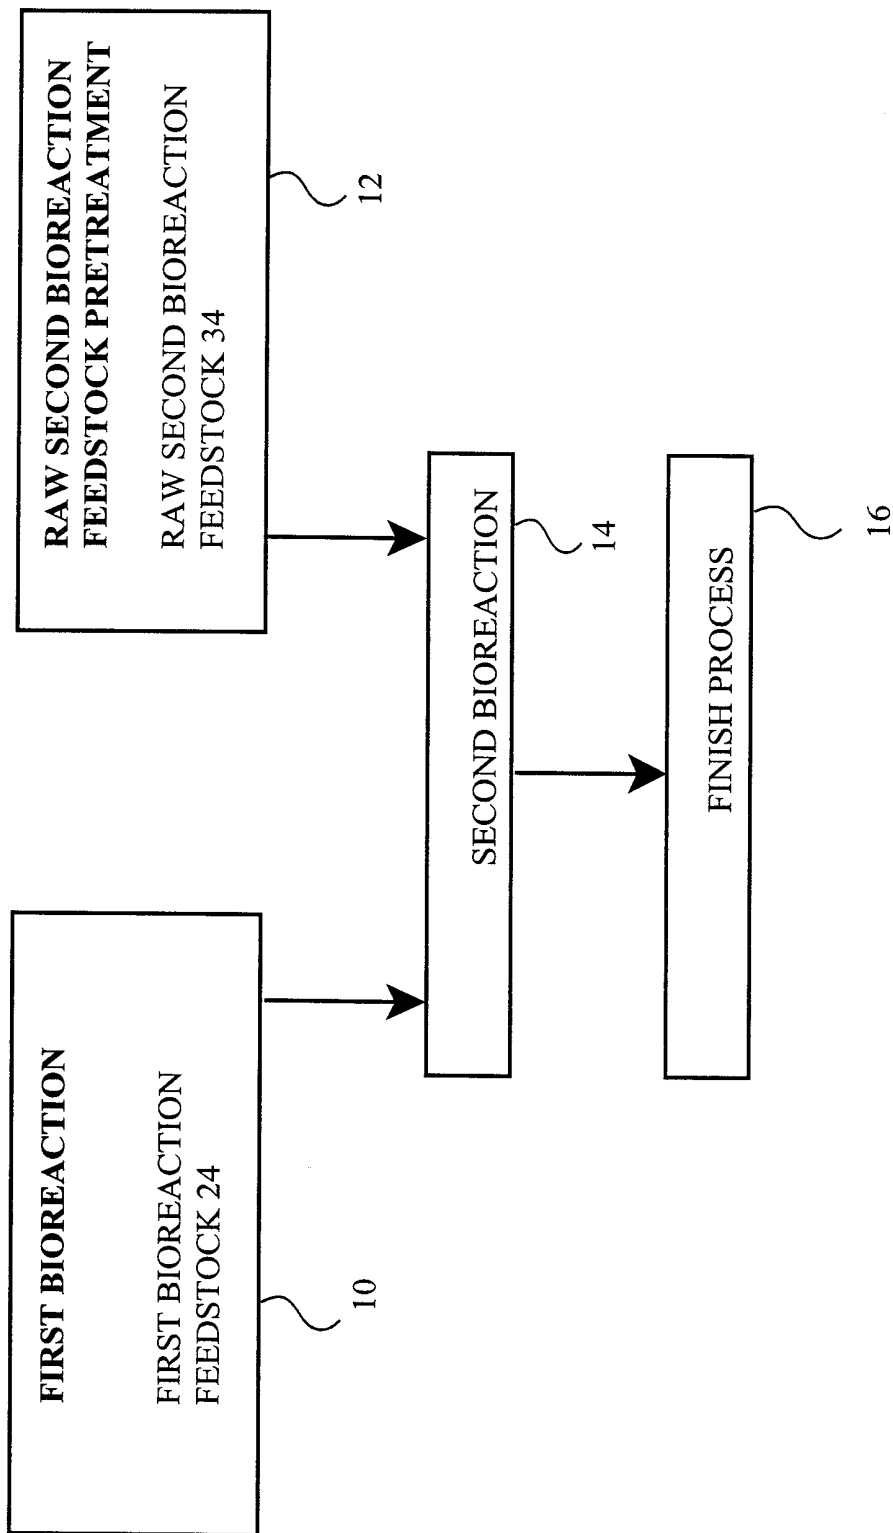 FIRST BIOREACTION
FIRST BIOREACTION
FEEDSTOCK 24
10
RAW SECOND BIOREACTION
FEEDSTOCK PRETREATMENT
RAW SECOND BIOREACTION
FEEDSTOCK 34
12
SECOND BIOREACTION
14
FINISH PROCESS
16